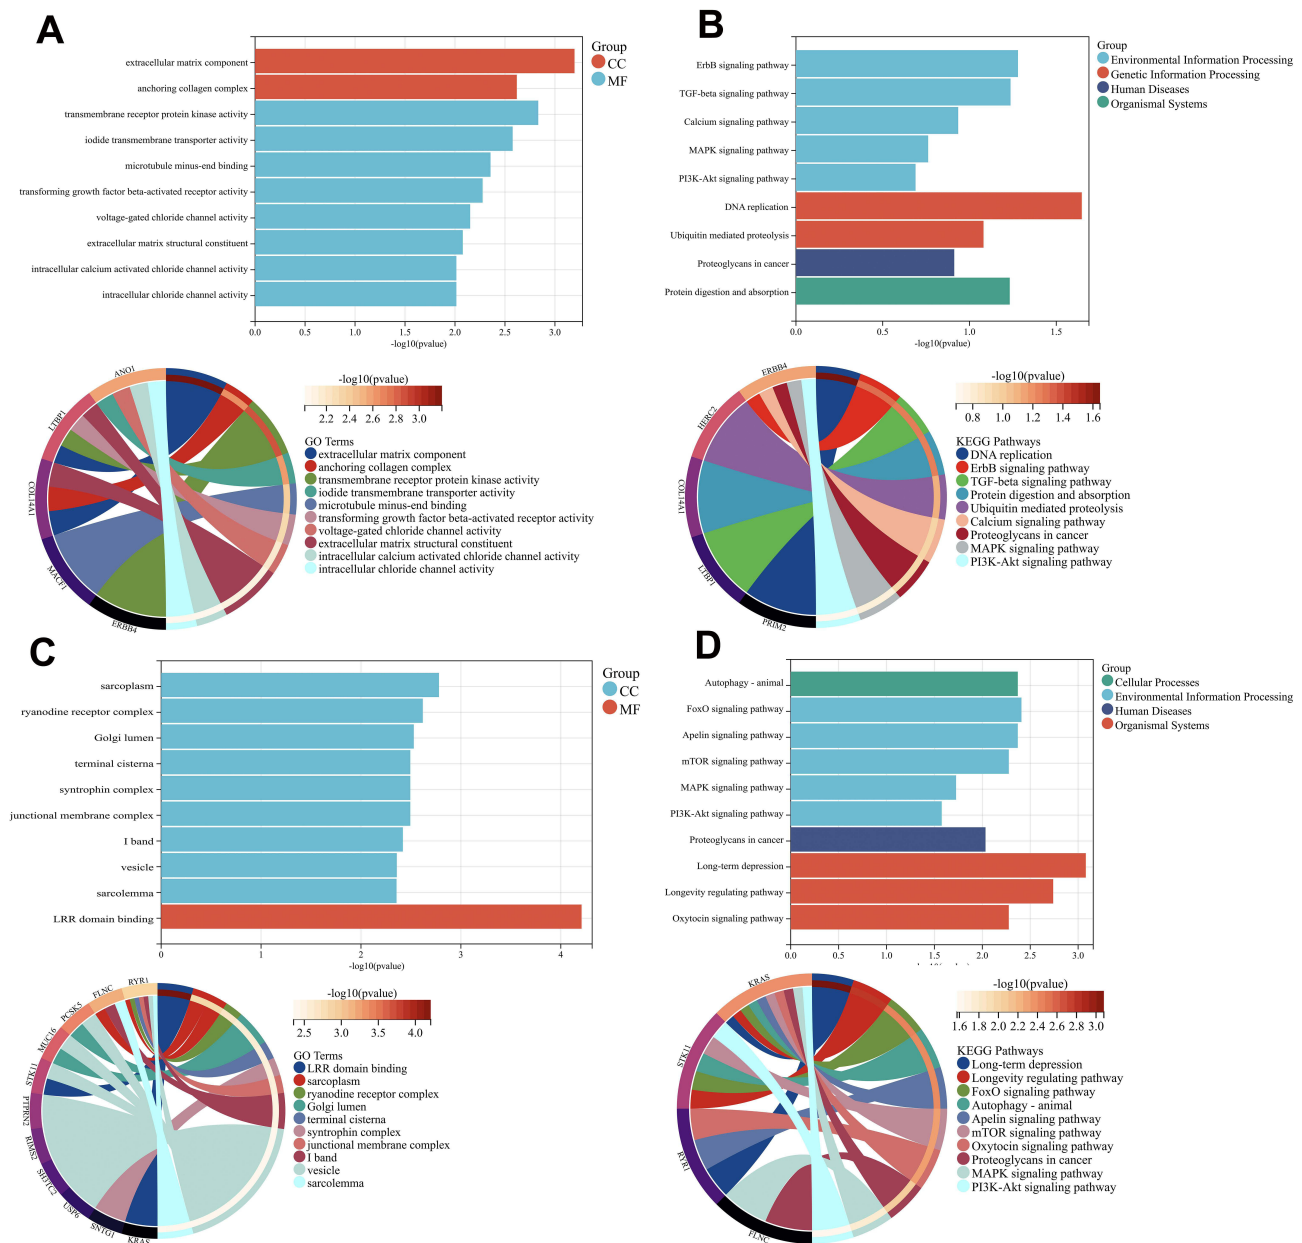 A
extracellular matrix component
anchoring collagen complex
transmembrane receptor protein kinase activity
iodide transmembrane transporter activity
microtubule minus-end binding
transforming growth factor beta-activated receptor activity
voltage-gated chloride channel activity
extracellular matrix structural constituent
intracellular calcium activated chloride channel activity
intracellular chloride channel activity
0.0 0.5 1.0 1.5 2.0 2.5 3.0
-log10(pvalue)
Group
CC
MF
ANO1
LTBP1
COL14A1
MACF1
ERBB4
-log10(pvalue)
2.2 2.4 2.6 2.8 3.0
GO Terms
extracellular matrix component
anchoring collagen complex
transmembrane receptor protein kinase activity
iodide transmembrane transporter activity
microtubule minus-end binding
transforming growth factor beta-activated receptor activity
voltage-gated chloride channel activity
extracellular matrix structural constituent
intracellular calcium activated chloride channel activity
intracellular chloride channel activity
B
ErbB signaling pathway
TGF-beta signaling pathway
Calcium signaling pathway
MAPK signaling pathway
PI3K-Akt signaling pathway
DNA replication
Ubiquitin mediated proteolysis
Proteoglycans in cancer
Protein digestion and absorption
0.0 0.5 1.0 1.5
-log10(pvalue)
Group
Environmental Information Processing
Genetic Information Processing
Human Diseases
Organismal Systems
ERBB4
HERC2
COL14A1
LTBP1
PRIM2
-log10(pvalue)
0.8 1.0 1.2 1.4 1.6
KEGG Pathways
DNA replication
ErbB signaling pathway
TGF-beta signaling pathway
Protein digestion and absorption
Ubiquitin mediated proteolysis
Calcium signaling pathway
Proteoglycans in cancer
MAPK signaling pathway
PI3K-Akt signaling pathway
C
sarcoplasm
ryanodine receptor complex
Golgi lumen
terminal cisterna
syntrophin complex
junctional membrane complex
I band
vesicle
sarcolemma
LRR domain binding
0 1 2 3 4
-log10(pvalue)
Group
CC
MF
RYR1
FLNC
PCSK5
MUC16
STK11
PTPRN2
RIMS2
SH3TC2
USP6
SNTG1
KRAS
-log10(pvalue)
2.5 3.0 3.5 4.0
GO Terms
LRR domain binding
sarcoplasm
ryanodine receptor complex
Golgi lumen
terminal cisterna
syntrophin complex
junctional membrane complex
I band
vesicle
sarcolemma
D
Autophagy - animal
FoxO signaling pathway
Apelin signaling pathway
mTOR signaling pathway
MAPK signaling pathway
PI3K-Akt signaling pathway
Proteoglycans in cancer
Long-term depression
Longevity regulating pathway
Oxytocin signaling pathway
0.0 0.5 1.0 1.5 2.0 2.5 3.0
Group
Cellular Processes
Environmental Information Processing
Human Diseases
Organismal Systems
KRAS
STK11
RYR1
FLNC
-log10(pvalue)
1.6 1.8 2.0 2.2 2.4 2.6 2.8 3.0
KEGG Pathways
Long-term depression
Longevity regulating pathway
FoxO signaling pathway
Autophagy - animal
Apelin signaling pathway
mTOR signaling pathway
Oxytocin signaling pathway
Proteoglycans in cancer
MAPK signaling pathway
PI3K-Akt signaling pathway